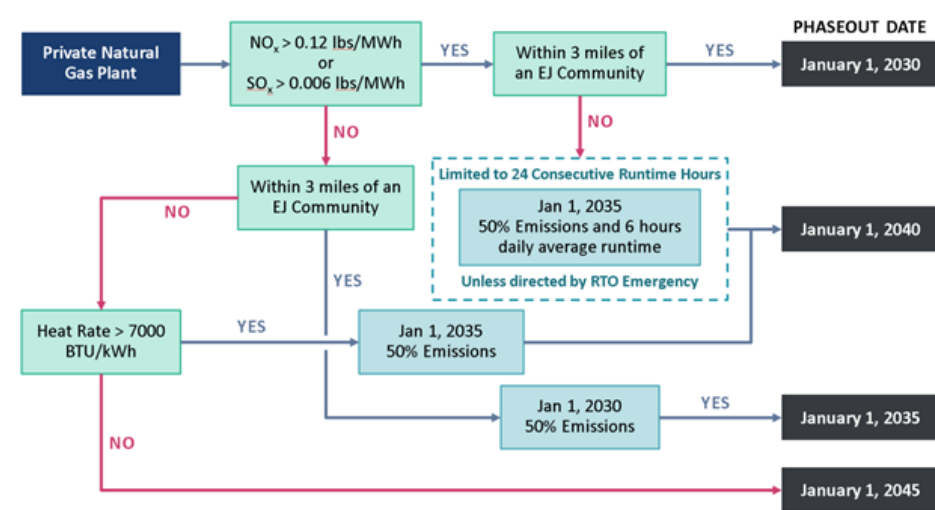 PHASEOUT DATE
Private Natural
Gas Plant
NOx > 0.12 lbs/MWh
or
SOx > 0.006 lbs/MWh
YES
Within 3 miles of
an EJ Community
YES
January 1, 2030
NO
NO
Limited to 24 Consecutive Runtime Hours
Jan 1, 2035
50% Emissions and 6 hours
daily average runtime
Unless directed by RTO Emergency
January 1, 2040
Within 3 miles of an
EJ Community
NO
YES
Heat Rate > 7000
BTU/kWh
YES
Jan 1, 2035
50% Emissions
Jan 1, 2030
50% Emissions
YES
January 1, 2035
NO
January 1, 2045